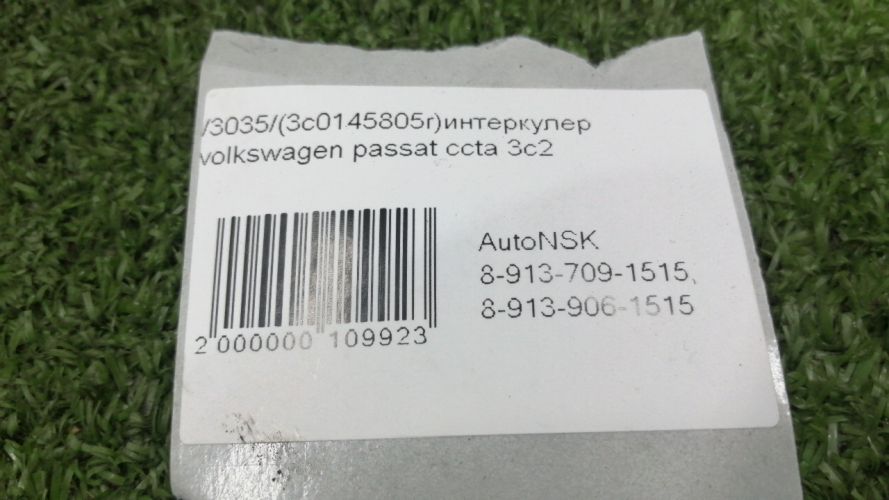 /3035/(3c0145805r)интеркулер
volkswagen passat ccta 3c2
AutoNSK
8-913-709-1515,
8-913-906-1515
2 000000 109923